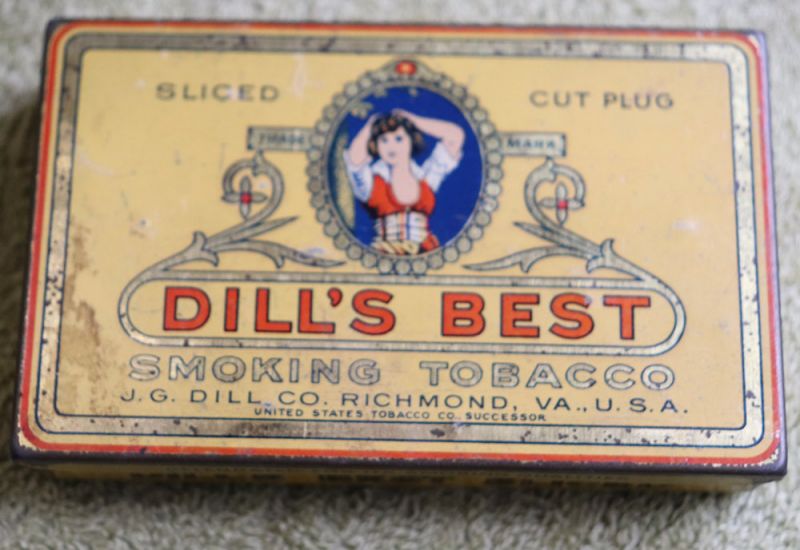 SLICED CUT PLUG
TRADE MARK
DILL'S BEST
SMOKING TOBACCO
J.G. DILL CO. RICHMOND, VA., U.S.A.
UNITED STATES TOBACCO CO. SUCCESSOR